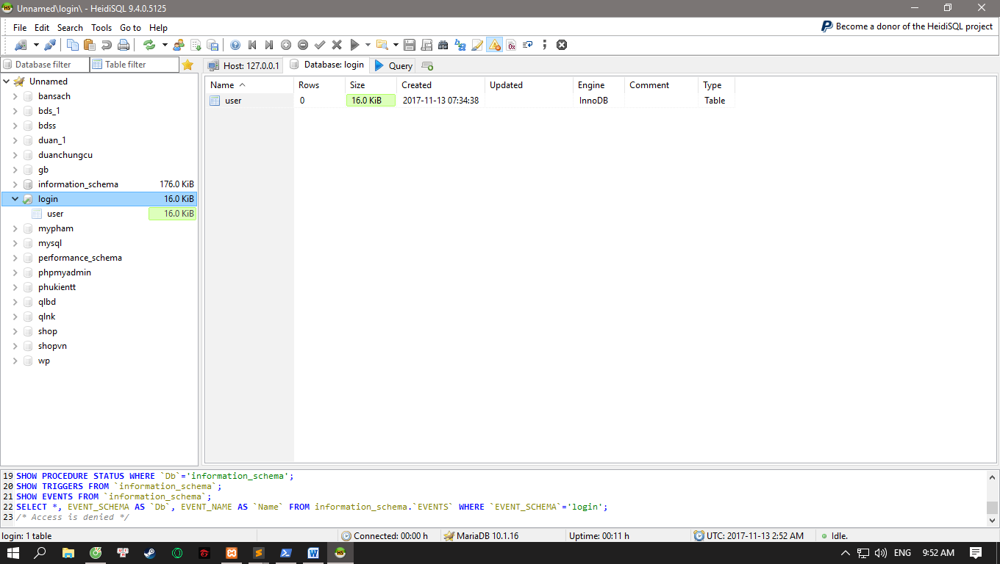 Unnamed\login\ - HeidiSQL 9.4.0.5125
File Edit Search Tools Go to Help
Become a donor of the HeidiSQL project
Database filter Table filter
Host: 127.0.0.1 Database: login Query
Unnamed
bansach
bds_1
bdss
duan_1
duanchungcu
gb
information_schema 176.0 KiB
login 16.0 KiB
user 16.0 KiB
mypham
mysql
performance_schema
phpmyadmin
phukientt
qlbd
qlnk
shop
shopvn
wp
Name Rows Size Created Updated Engine Comment Type
user 0 16.0 KiB 2017-11-13 07:34:38 InnoDB Table
19 SHOW PROCEDURE STATUS WHERE `Db`='information_schema';
20 SHOW TRIGGERS FROM `information_schema`;
21 SHOW EVENTS FROM `information_schema`;
22 SELECT *, EVENT_SCHEMA AS `Db`, EVENT_NAME AS `Name` FROM information_schema.`EVENTS` WHERE `EVENT_SCHEMA`='login';
23 /* Access is denied */
login: 1 table Connected: 00:00 h MariaDB 10.1.16 Uptime: 00:11 h UTC: 2017-11-13 2:52 AM Idle.
ENG 9:52 AM